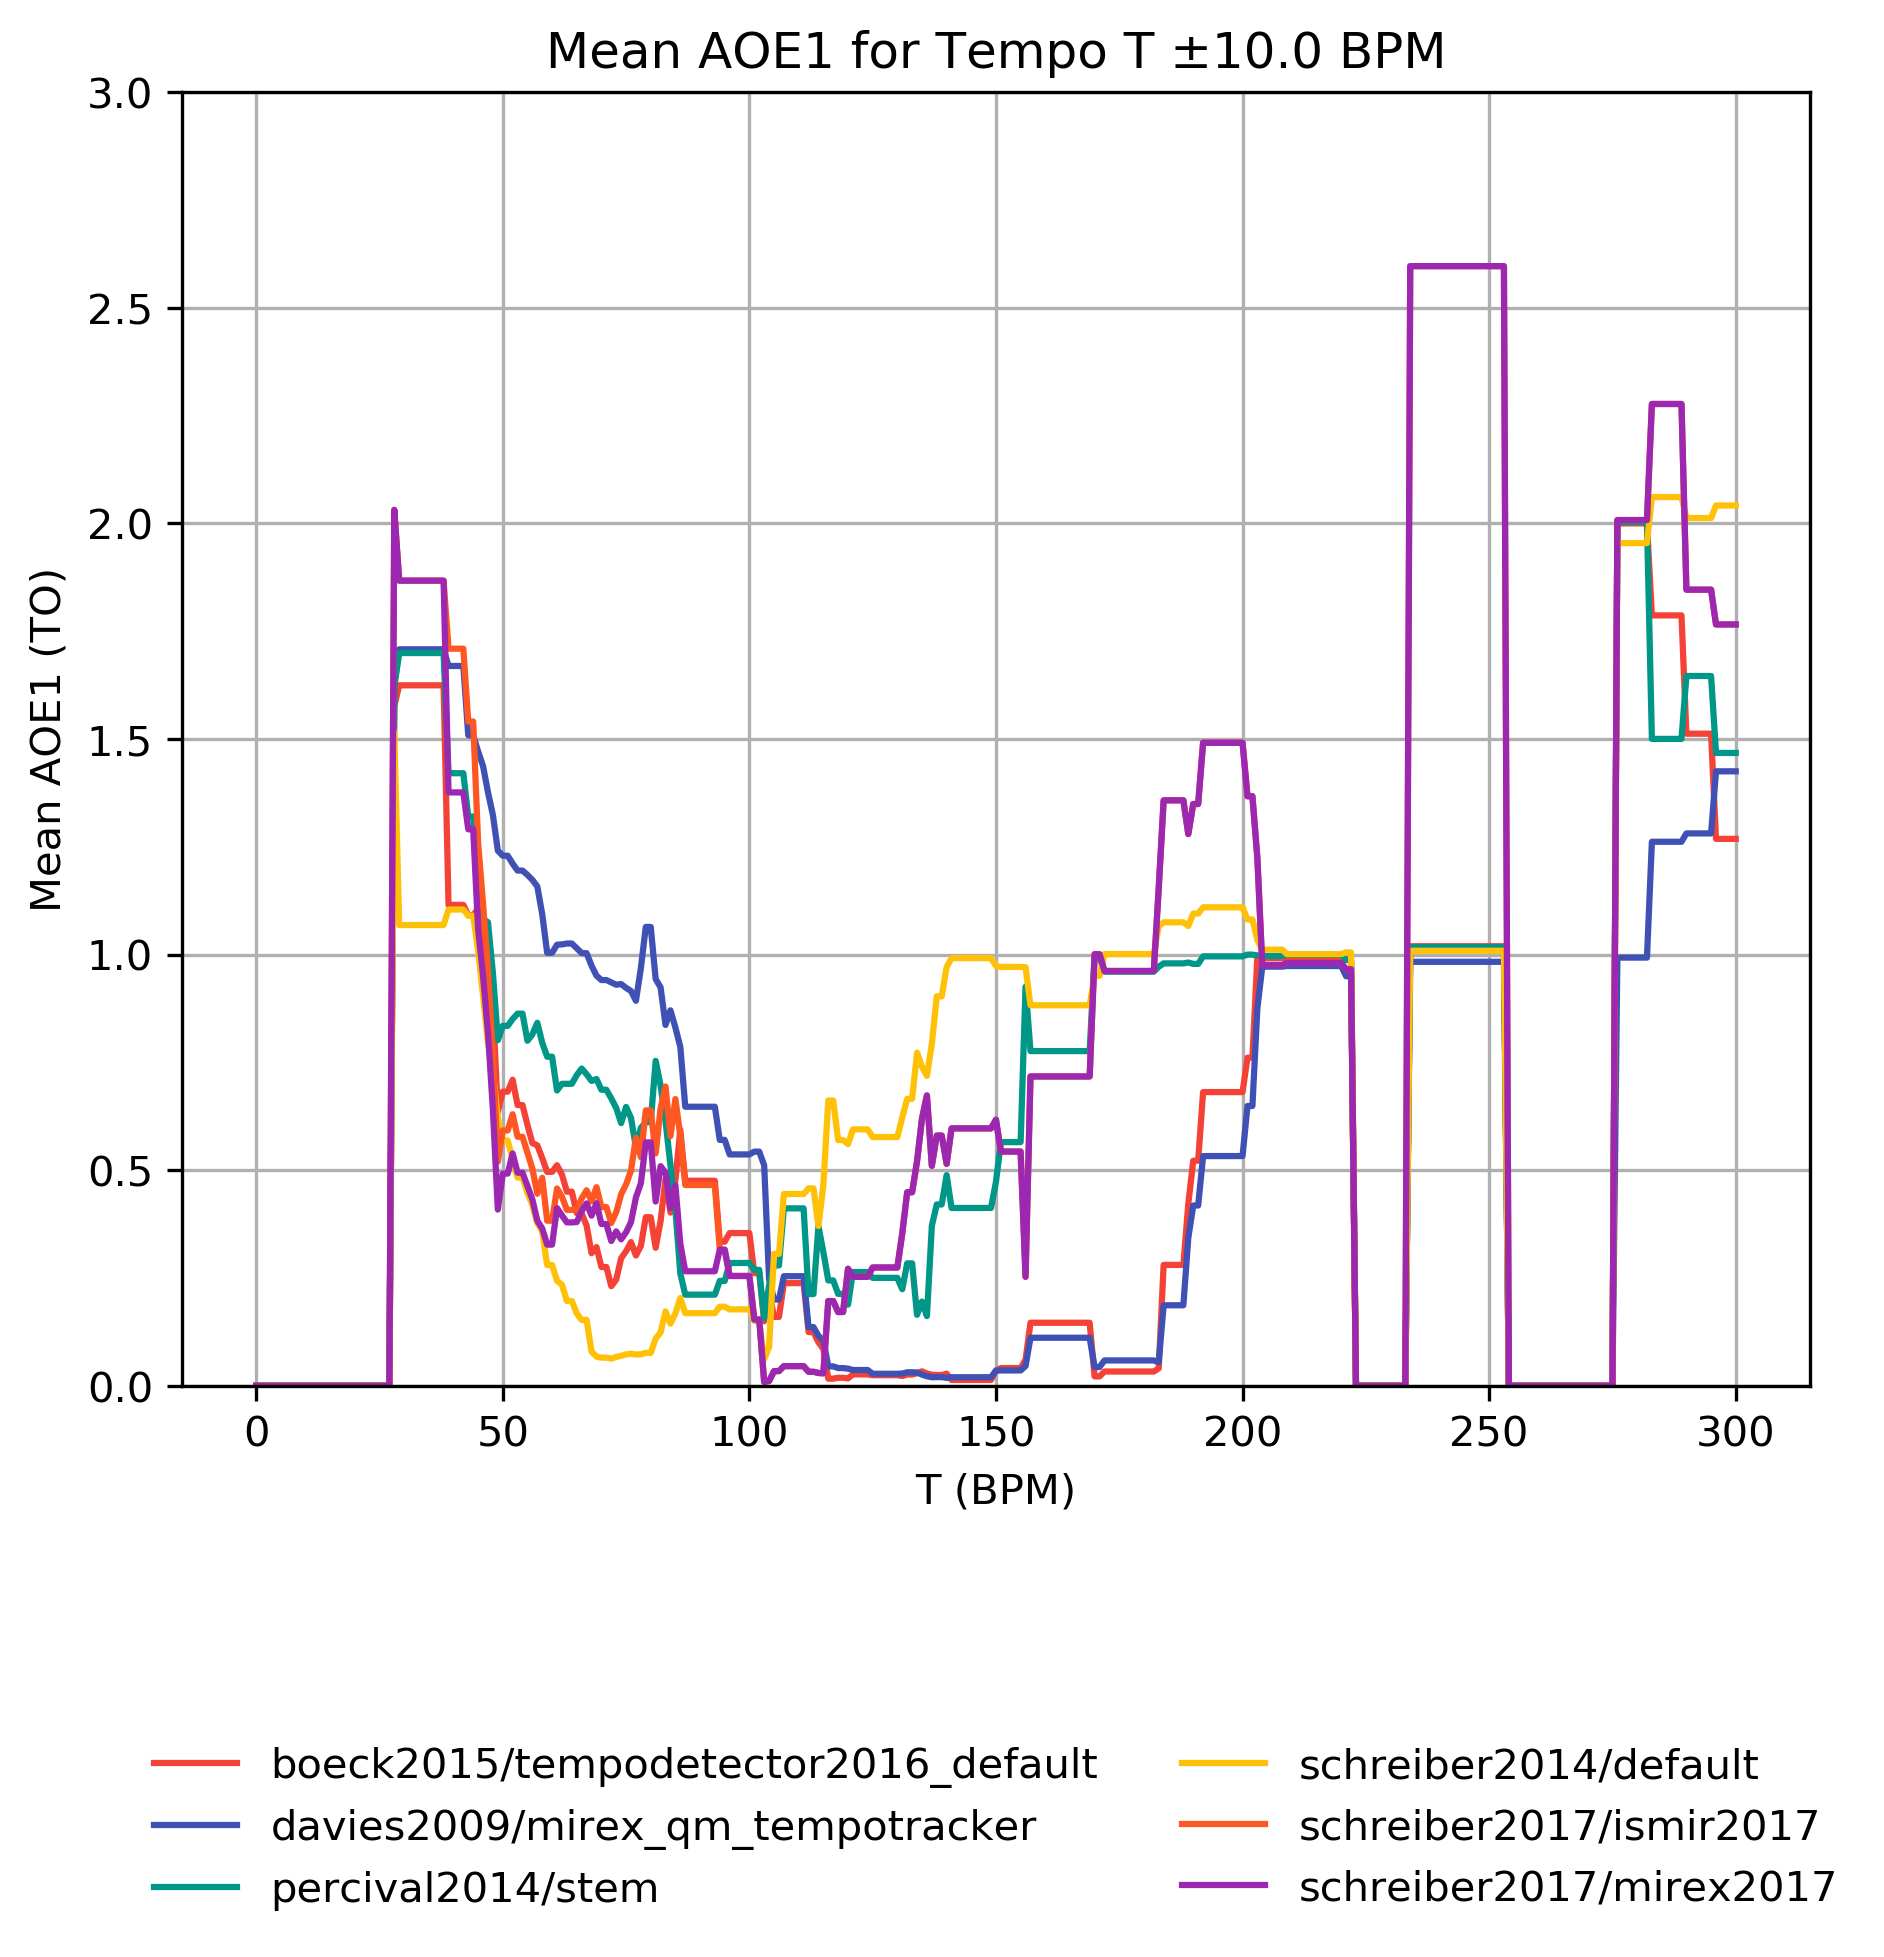 Mean AOE1 for Tempo T ±10.0 BPM
3.0
2.5
2.0
1.5
1.0
0.5
0.0
Mean AOE1 (TO)
0 50 100 150 200 250 300
T (BPM)
boeck2015/tempodetector2016_default
davies2009/mirex_qm_tempotracker
percival2014/stem
schreiber2014/default
schreiber2017/ismir2017
schreiber2017/mirex2017